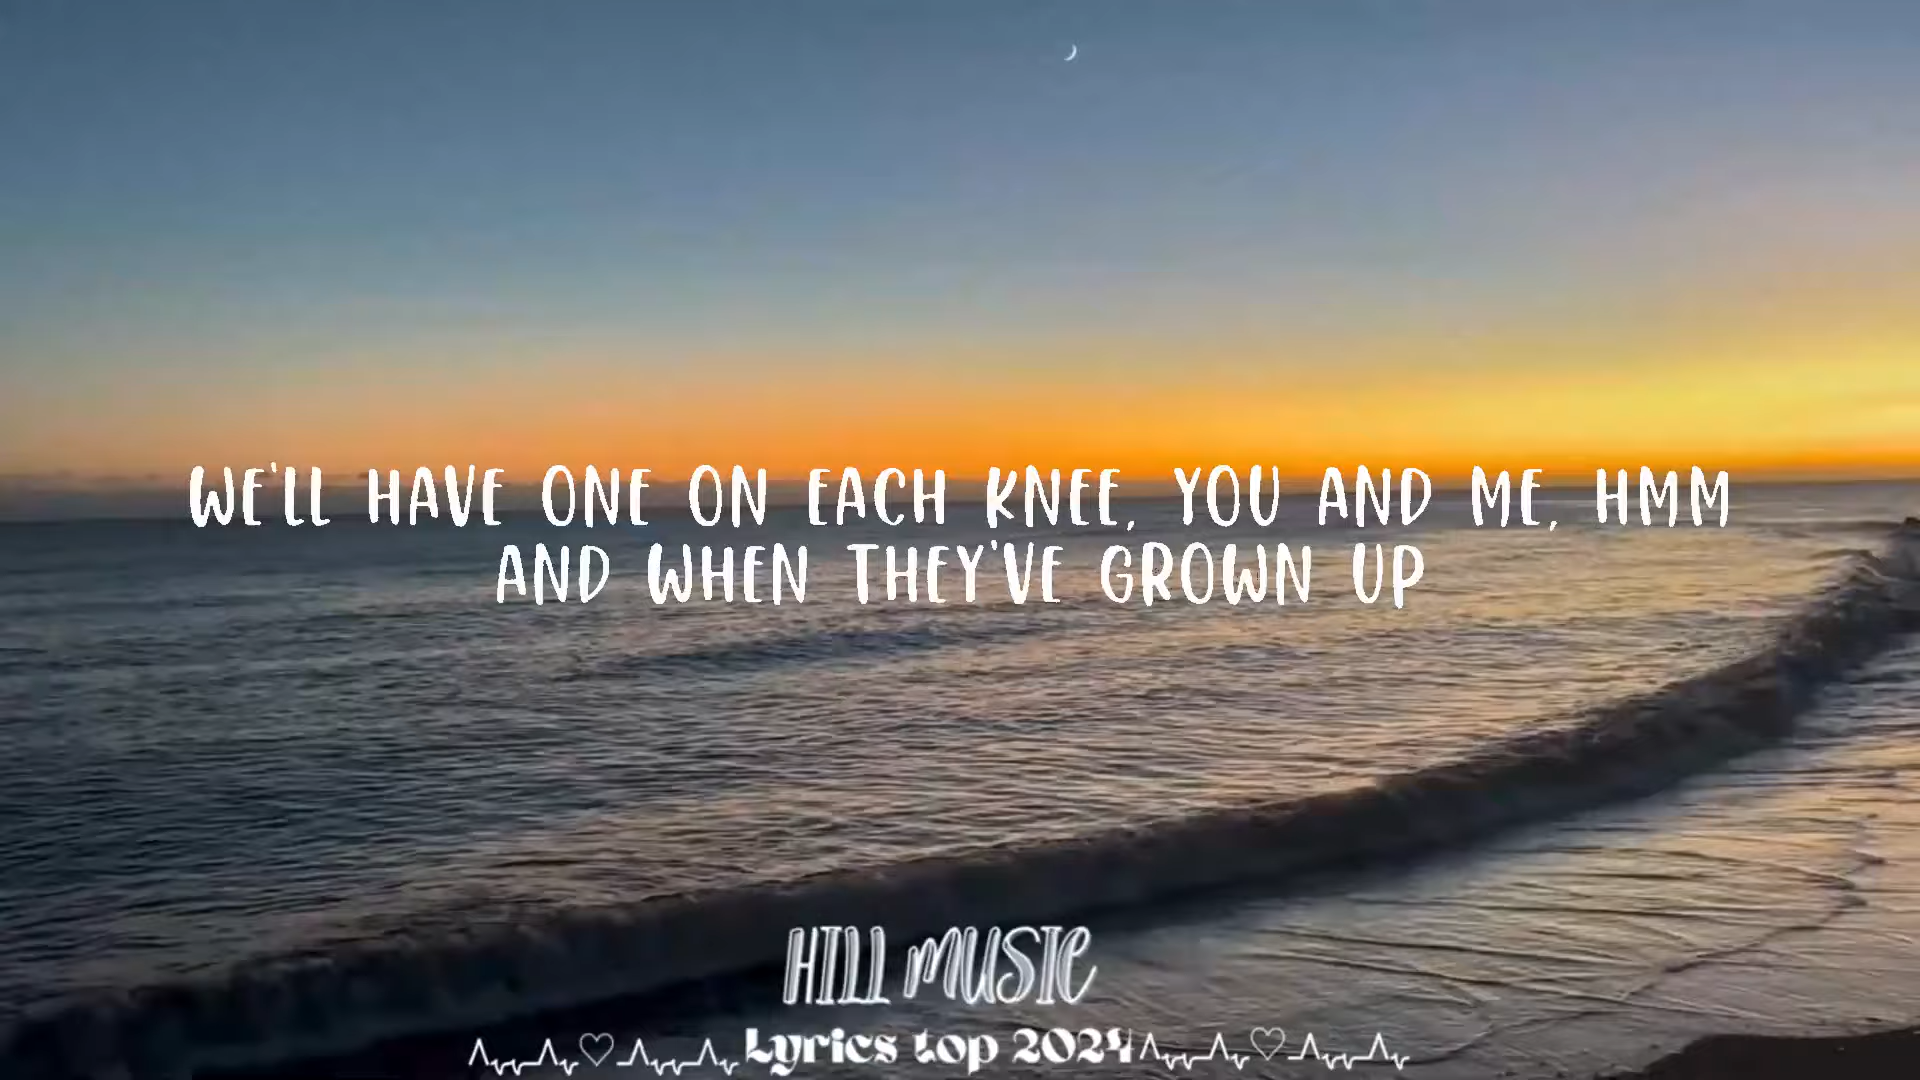 WE'LL HAVE ONE ON EACH KNEE, YOU AND ME, HMM
AND WHEN THEY'VE GROWN UP
HILL MUSIC
Lyrics top 2024